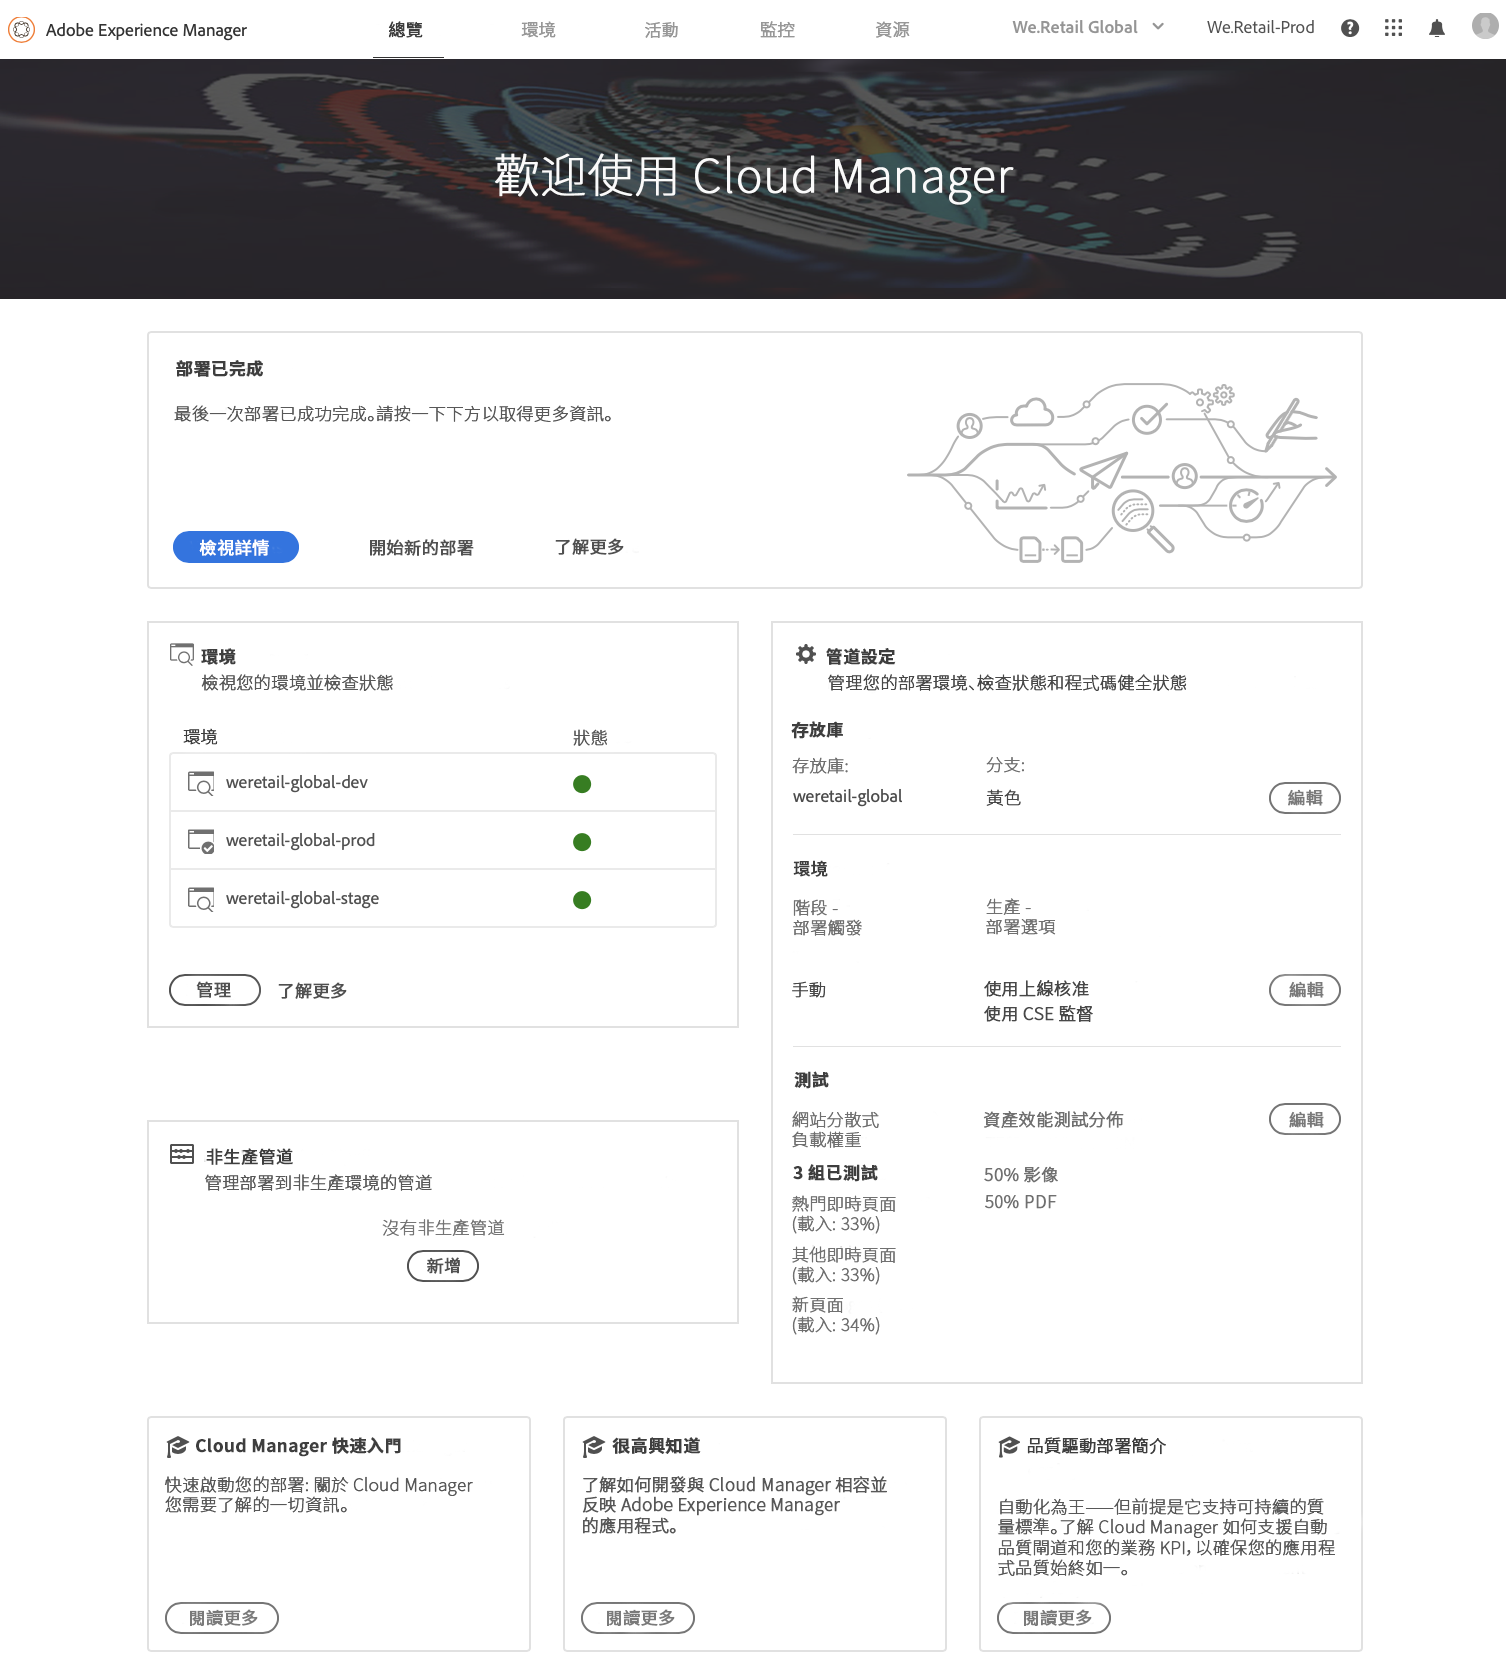 Adobe Experience Manager
總覽
環境
活動
監控
資源
We.Retail Global
We.Retail-Prod
歡迎使用 Cloud Manager
部署已完成
最後一次部署已成功完成。請按一下下方以取得更多資訊。
檢視詳情
開始新的部署
了解更多
環境
檢視您的環境並檢查狀態
環境
狀態
weretail-global-dev
weretail-global-prod
weretail-global-stage
管理
了解更多
非生產管道
管理部署到非生產環境的管道
沒有非生產管道
新增
管道設定
管理您的部署環境、檢查狀態和程式碼健全狀態
存放庫
存放庫:
分支:
weretail-global
黃色
編輯
環境
階段 -
部署觸發
生產 -
部署選項
手動
使用上線核准
使用 CSE 監督
編輯
測試
網站分散式
負載權重
資產效能測試分佈
編輯
3 組已測試
50% 影像
50% PDF
熱門即時頁面
(載入: 33%)
其他即時頁面
(載入: 33%)
新頁面
(載入: 34%)
Cloud Manager 快速入門
快速啟動您的部署: 關於 Cloud Manager
您需要了解的一切資訊。
閱讀更多
很高興知道
了解如何開發與 Cloud Manager 相容並
反映 Adobe Experience Manager
的應用程式。
閱讀更多
品質驅動部署簡介
自動化為王——但前提是它支持可持續的質
量標準。了解 Cloud Manager 如何支援自動
品質閘道和您的業務 KPI，以確保您的應用程
式品質始終如一。
閱讀更多